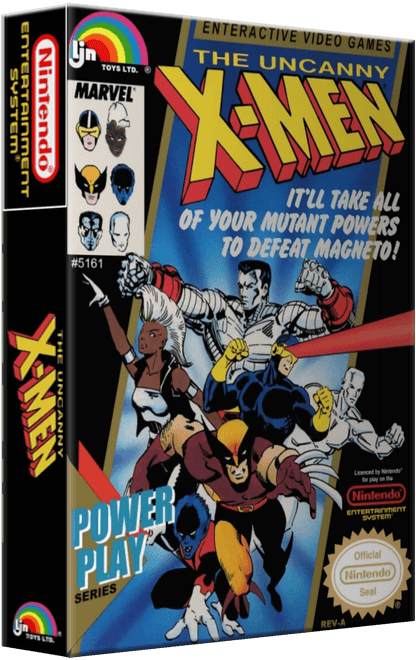 LJN
TOYS LTD.®
ENTERACTIVE VIDEO GAMES
THE UNCANNY
X-MEN
MARVEL®
IT'LL TAKE ALL
OF YOUR MUTANT POWERS
TO DEFEAT MAGNETO!
#5161
POWER
PLAY
SERIES
Licenced by Nintendo®
for play on the
Nintendo®
ENTERTAINMENT
SYSTEM®
Official
Nintendo®
Seal
REV-A
Nintendo®
ENTERTAINMENT
SYSTEM®
THE UNCANNY
X-MEN
LJN
TOYS LTD.